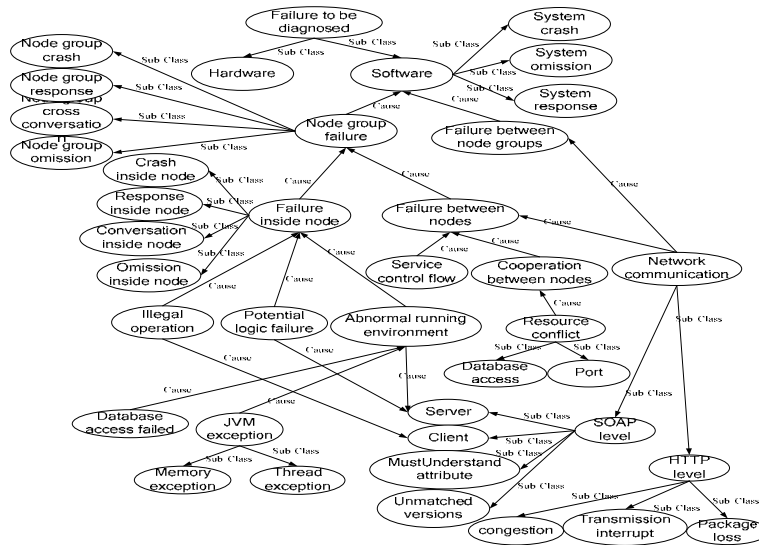 Failure to be
diagnosed
System
crash
Sub Class
Sub Class
Sub Class
Node group
crash
Hardware
Software
Sub Class
System
omission
Sub Class
System
response
Node group
response
Sub Class
Sub Class
cross
conversatio
n
Sub Class
Node group
omission
Cause
Cause
Node group
failure
Failure between
node groups
Crash
inside node
Sub Class
Cause
Cause
Cause
Response
inside node
Sub Class
Failure
inside node
Failure between
nodes
Conversation
inside node
Sub Class
Sub Class
Omission
inside node
Cause
Service
control flow
Cause
Cause
Cooperation
between nodes
Network
communication
Cause
Cause
Cause
Illegal
operation
Potential
logic failure
Abnormal running
environment
Cause
Resource
conflict
Sub Class
Sub Class
Sub Class
Database
access
Port
Cause
Cause
Cause
Cause
Sub Class
Database
access failed
JVM
exception
Server
Client
Sub Class
Sub Class
Sub Class
Sub Class
SOAP
level
MustUnderstand
attribute
Unmatched
versions
Sub Class
Sub Class
Memory
exception
Thread
exception
HTTP
level
Sub Class
Sub Class
Sub Class
congestion
Transmission
interrupt
Package
loss